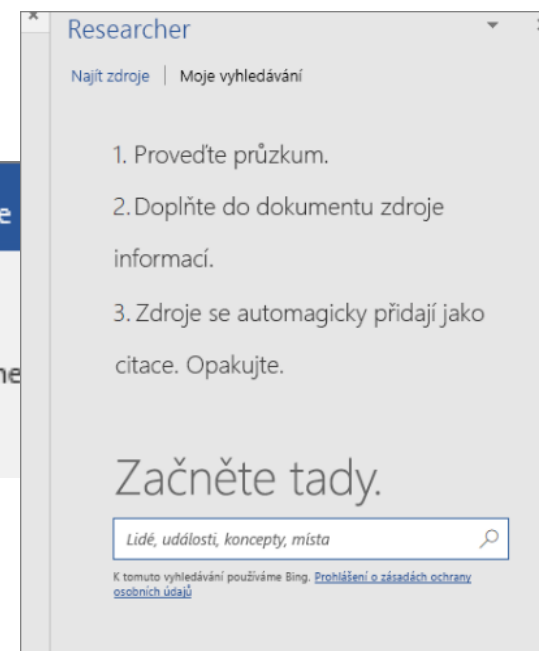 Researcher
Najít zdroje | Moje vyhledávání
1. Proveďte průzkum.
2. Doplňte do dokumentu zdroje
informací.
3. Zdroje se automagicky přidají jako
citace. Opakujte.
Začněte tady.
Lidé, události, koncepty, místa
K tomuto vyhledávání používáme Bing. Prohlášení o zásadách ochrany
osobních údajů